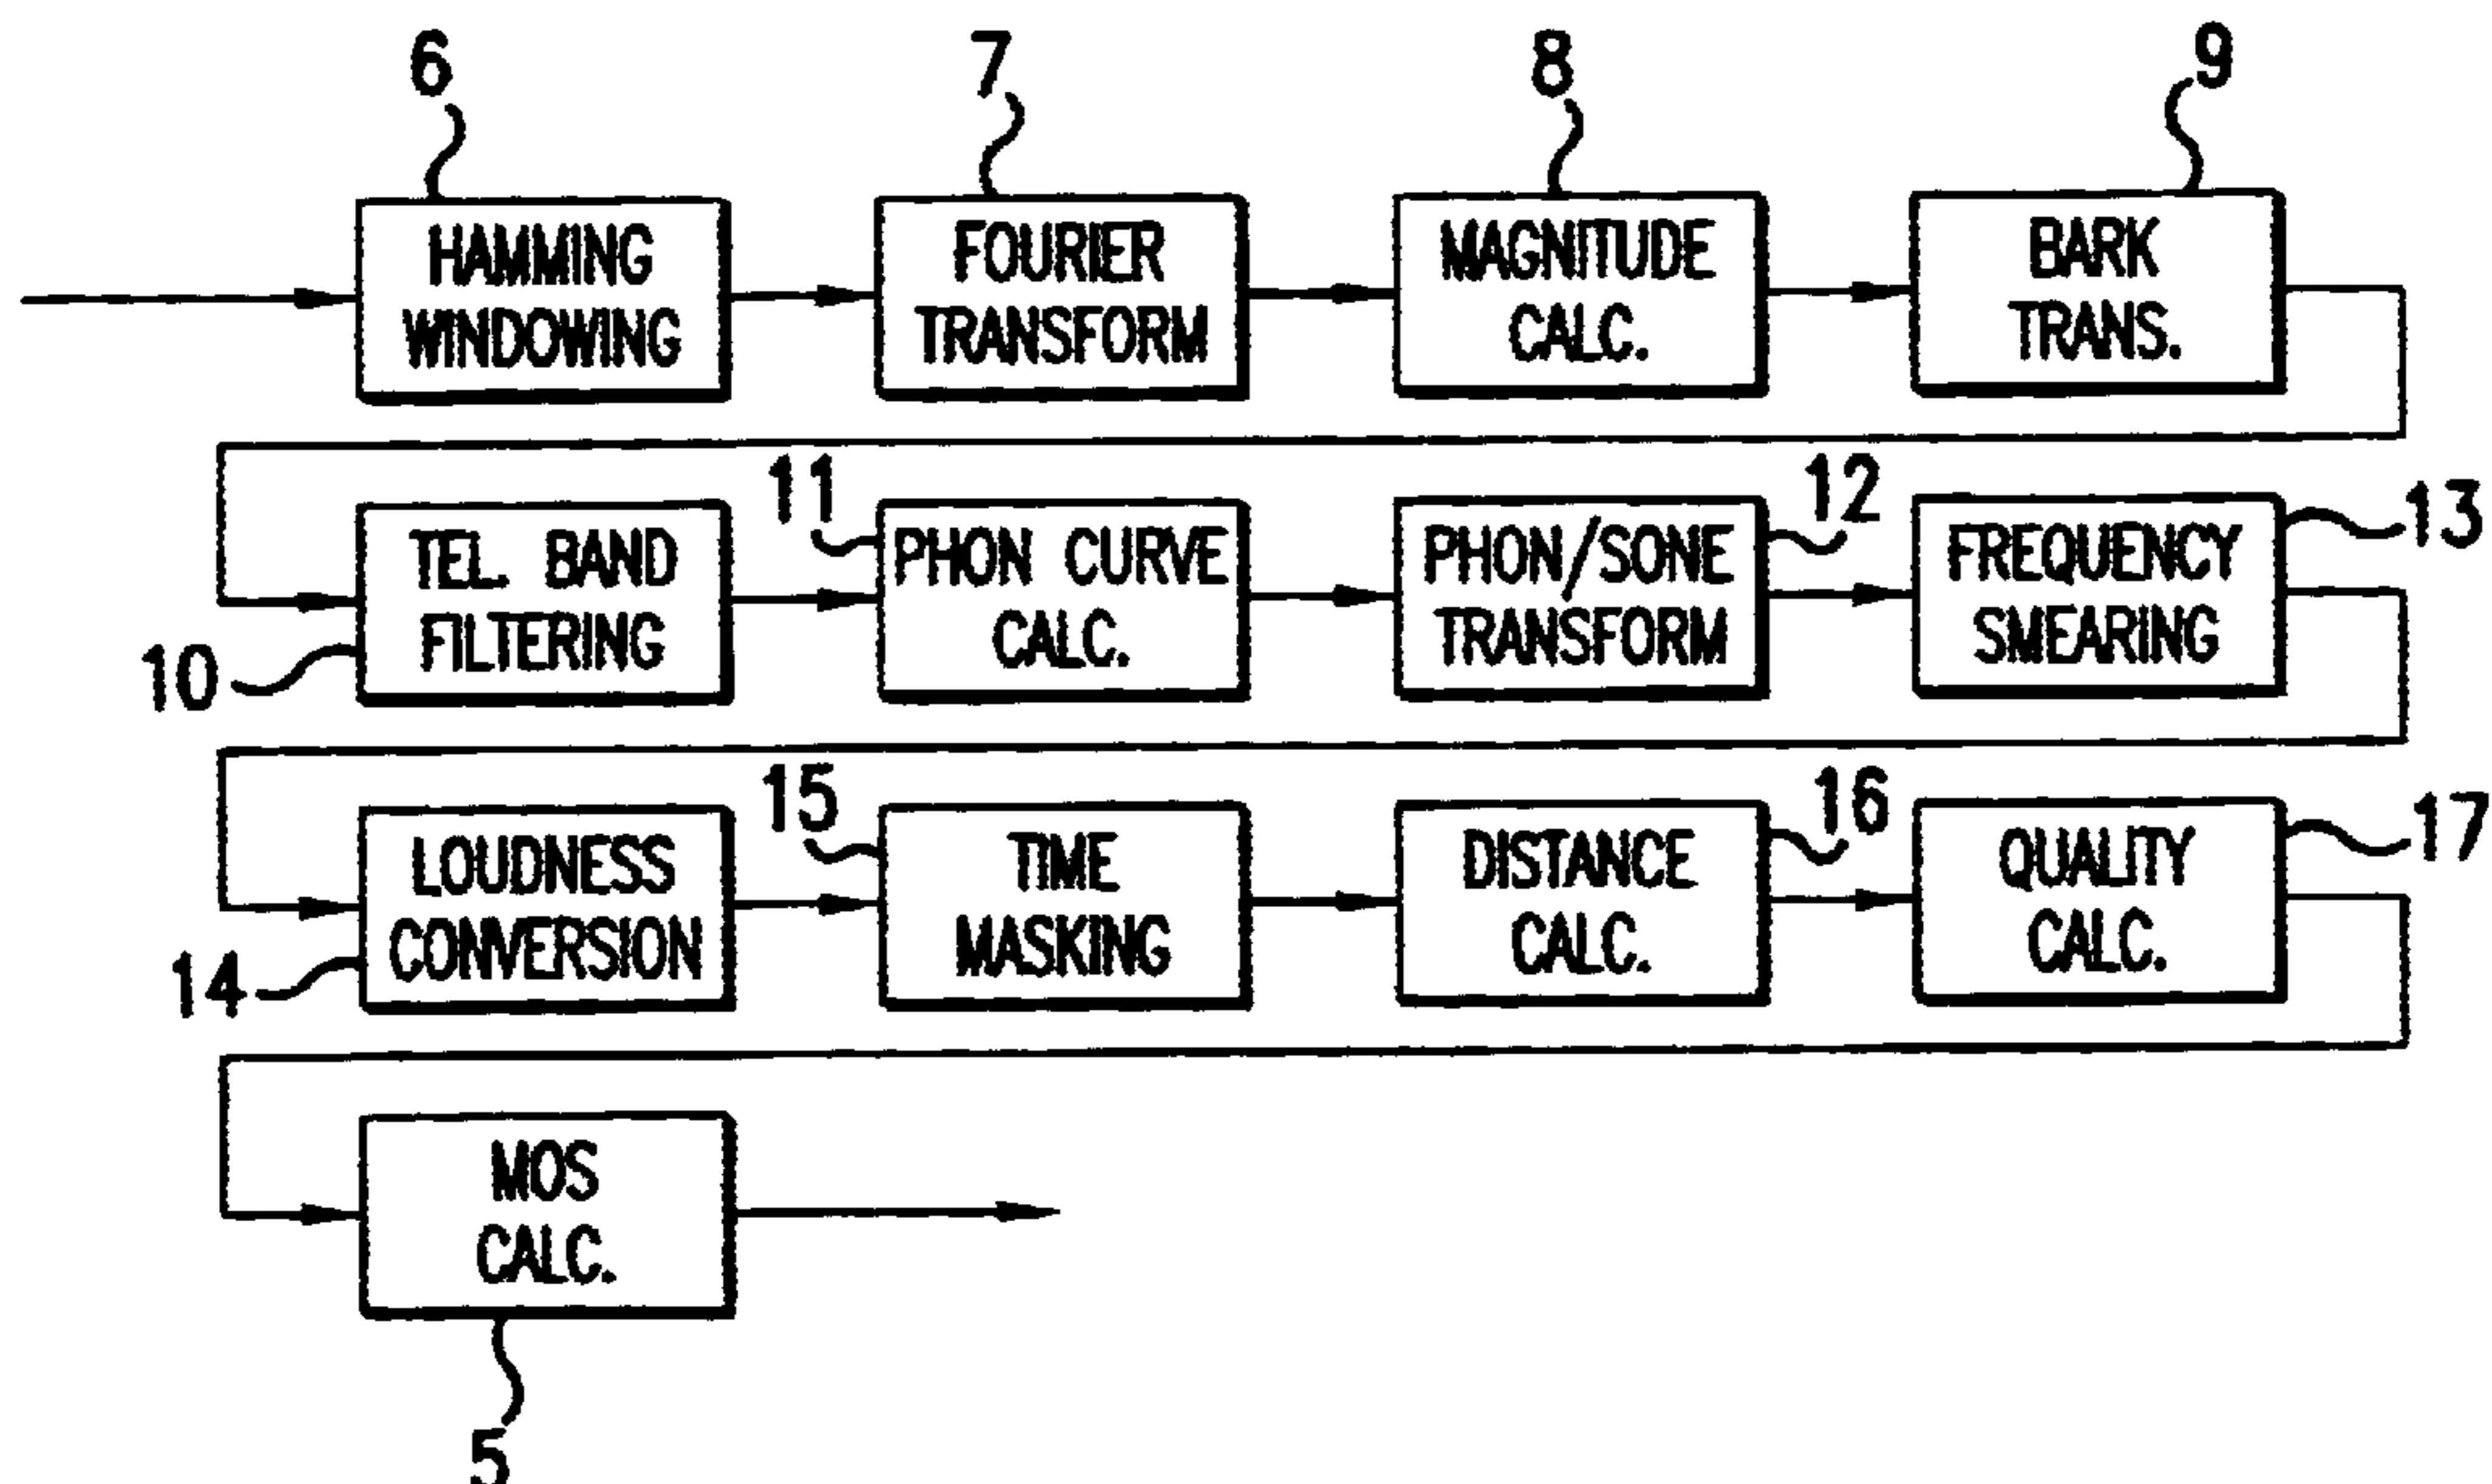 6
7
8
9
HAMMING
WINDOWING
FOURIER
TRANSFORM
MAGNITUDE
CALC.
BARK
TRANS.
10
TEL. BAND
FILTERING
11
PHON CURVE
CALC.
12
PHON/SONE
TRANSFORM
13
FREQUENCY
SMEARING
14
LOUDNESS
CONVERSION
15
TIME
MASKING
16
DISTANCE
CALC.
17
QUALITY
CALC.
MOS
CALC.
5